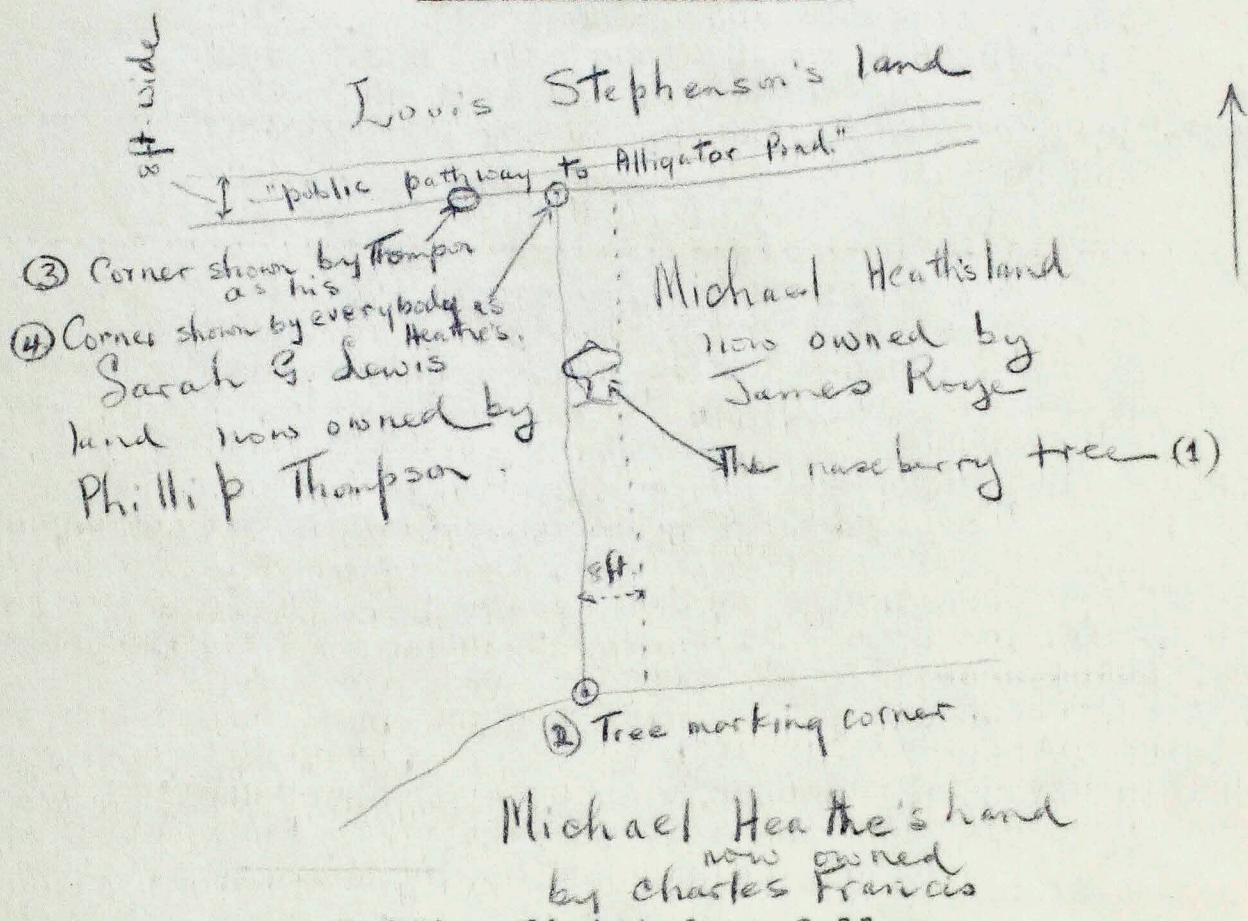 8ft wide
Louis Stephenson's land
"public pathway to Alligator Pond."
③ Corner shown by Thompson
as his
④ Corner shown by everybody as
Heathe's.
Sarah G. Lewis
land now owned by
Phillip Thompson.
Michael Heath's land
now owned by
James Roye
The naseberry tree (1)
8ft.
② Tree marking corner.
Michael Heathe's land
now owned
by Charles Francis